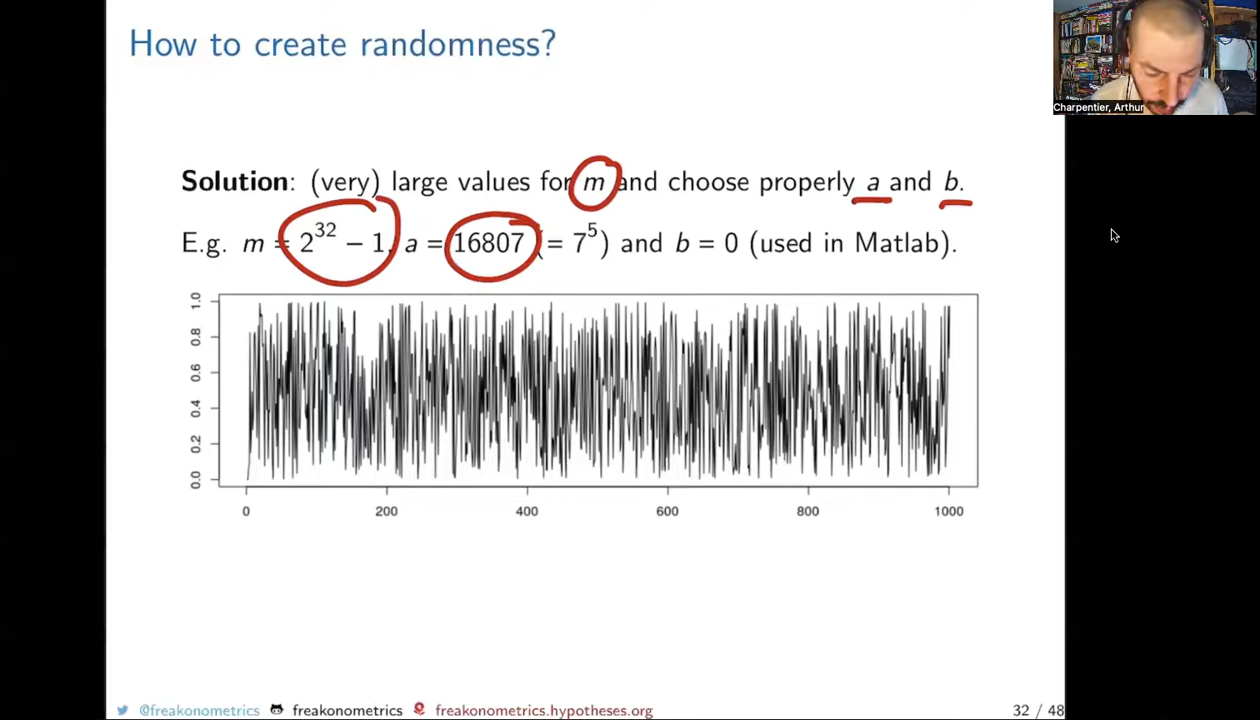 How to create randomness?
Charpentier, Arthur
Solution: (very) large values for m and choose properly a and b.
E.g. m = 2^32 − 1, a = 16807 (= 7^5) and b = 0 (used in Matlab).
1.0
0.8
0.6
0.4
0.2
0.0
0 200 400 600 800 1000
@freakonometrics freakonometrics freakonometrics.hypotheses.org 32 / 48